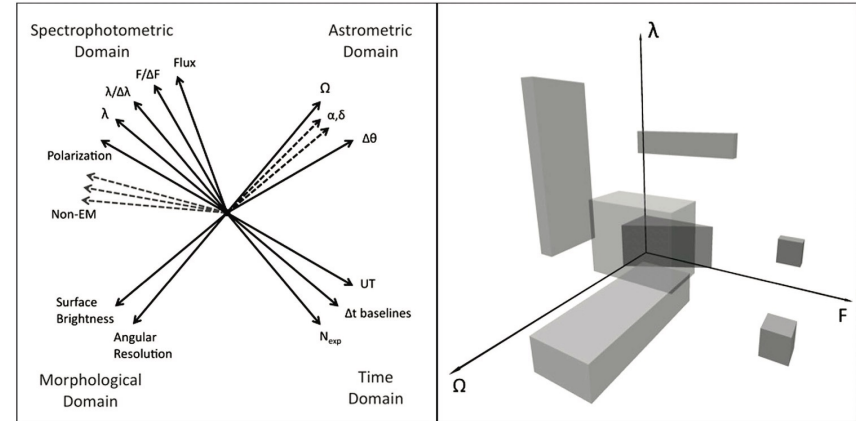 Spectrophotometric
Domain
Astrometric
Domain
Flux
F/ΔF
λ/Δλ
λ
Polarization
Non-EM
Ω
α,δ
Δθ
Surface
Brightness
Angular
Resolution
UT
Δt baselines
Nexp
Morphological
Domain
Time
Domain
λ
F
Ω